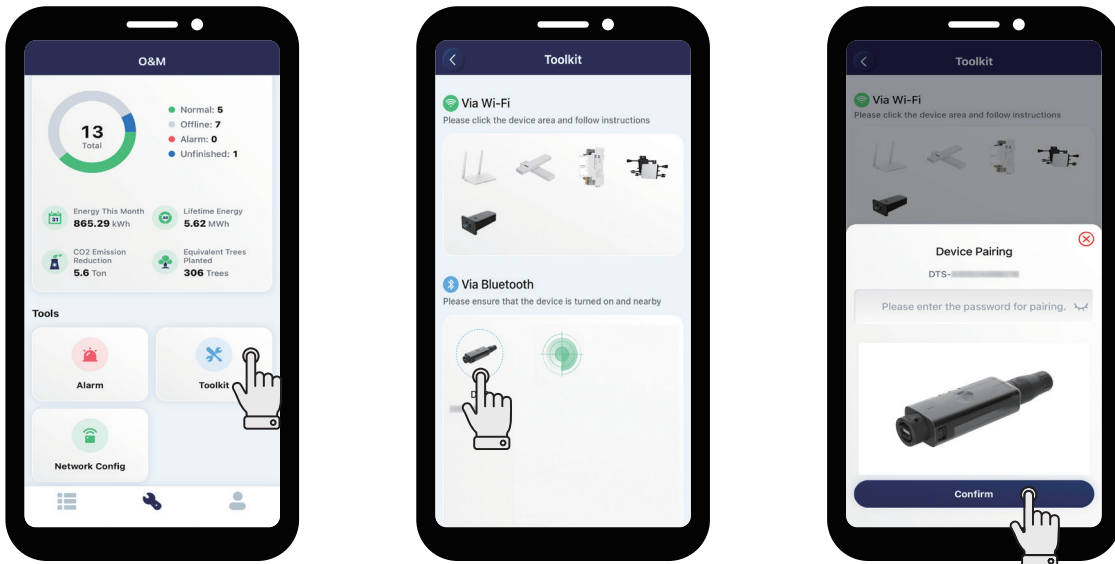 O&M
13
Total
Normal: 5
Offline: 7
Alarm: 0
Unfinished: 1
31
Energy This Month
865.29 kWh
Lifetime Energy
5.62 MWh
CO2 Emission
Reduction
5.6 Ton
Equivalent Trees
Planted
306 Trees
Tools
Alarm
Toolkit
Network Config
Toolkit
Via Wi-Fi
Please click the device area and follow instructions
Via Bluetooth
Please ensure that the device is turned on and nearby
D
Toolkit
Via Wi-Fi
Please click the device area and follow instructions
Device Pairing
DTS-
Please enter the password for pairing.
Confirm